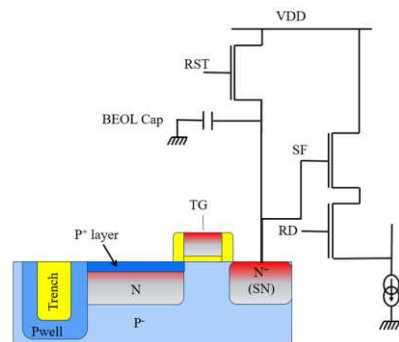 VDD
RST
BEOL Cap
SF
TG
RD
P⁺ layer
N⁺
(SN)
N
Trench
Pwell
P⁻